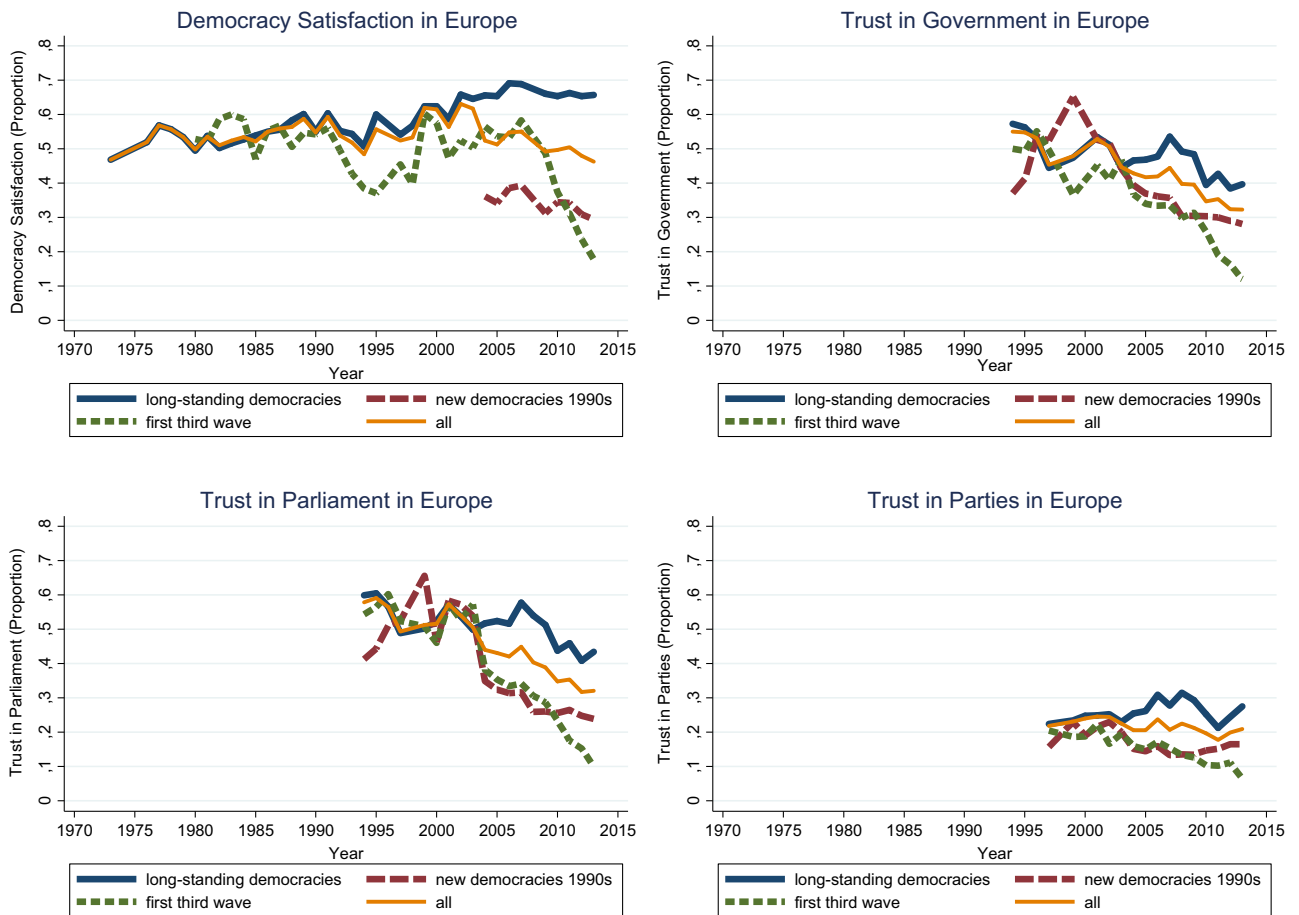 Democracy Satisfaction in Europe
Democracy Satisfaction (Proportion)
,8
,7
,6
,5
,4
,3
,2
,1
0
1970 1975 1980 1985 1990 1995 2000 2005 2010 2015
Year
long-standing democracies new democracies 1990s
first third wave all
Trust in Government in Europe
Trust in Government (Proportion)
,8
,7
,6
,5
,4
,3
,2
,1
0
1970 1975 1980 1985 1990 1995 2000 2005 2010 2015
Year
long-standing democracies new democracies 1990s
first third wave all
Trust in Parliament in Europe
Trust in Parliament (Proportion)
,8
,7
,6
,5
,4
,3
,2
,1
0
1970 1975 1980 1985 1990 1995 2000 2005 2010 2015
Year
long-standing democracies new democracies 1990s
first third wave all
Trust in Parties in Europe
Trust in Parties (Proportion)
,8
,7
,6
,5
,4
,3
,2
,1
0
1970 1975 1980 1985 1990 1995 2000 2005 2010 2015
Year
long-standing democracies new democracies 1990s
first third wave all